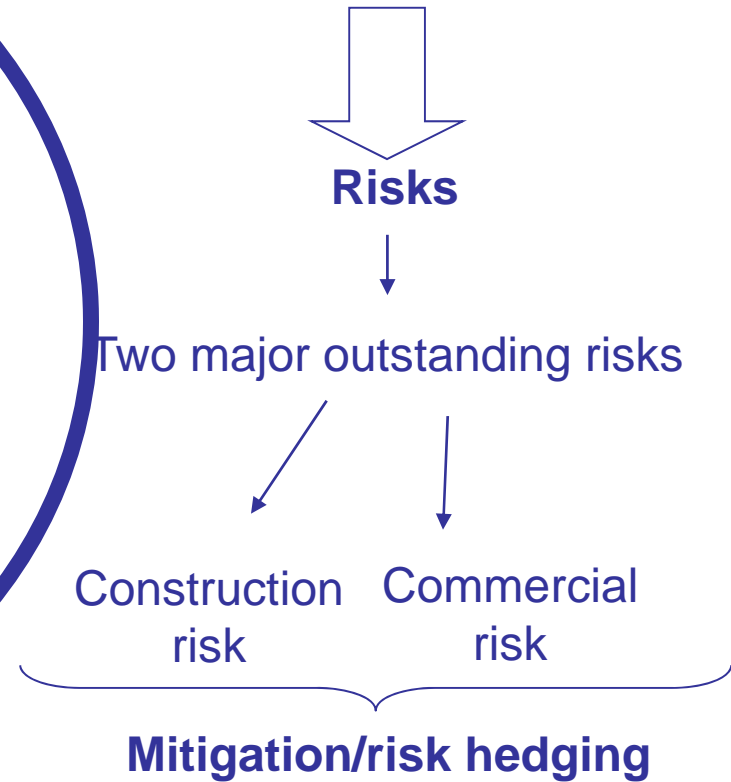 Risks
Two major outstanding risks
Construction risk
Commercial risk
Mitigation/risk hedging